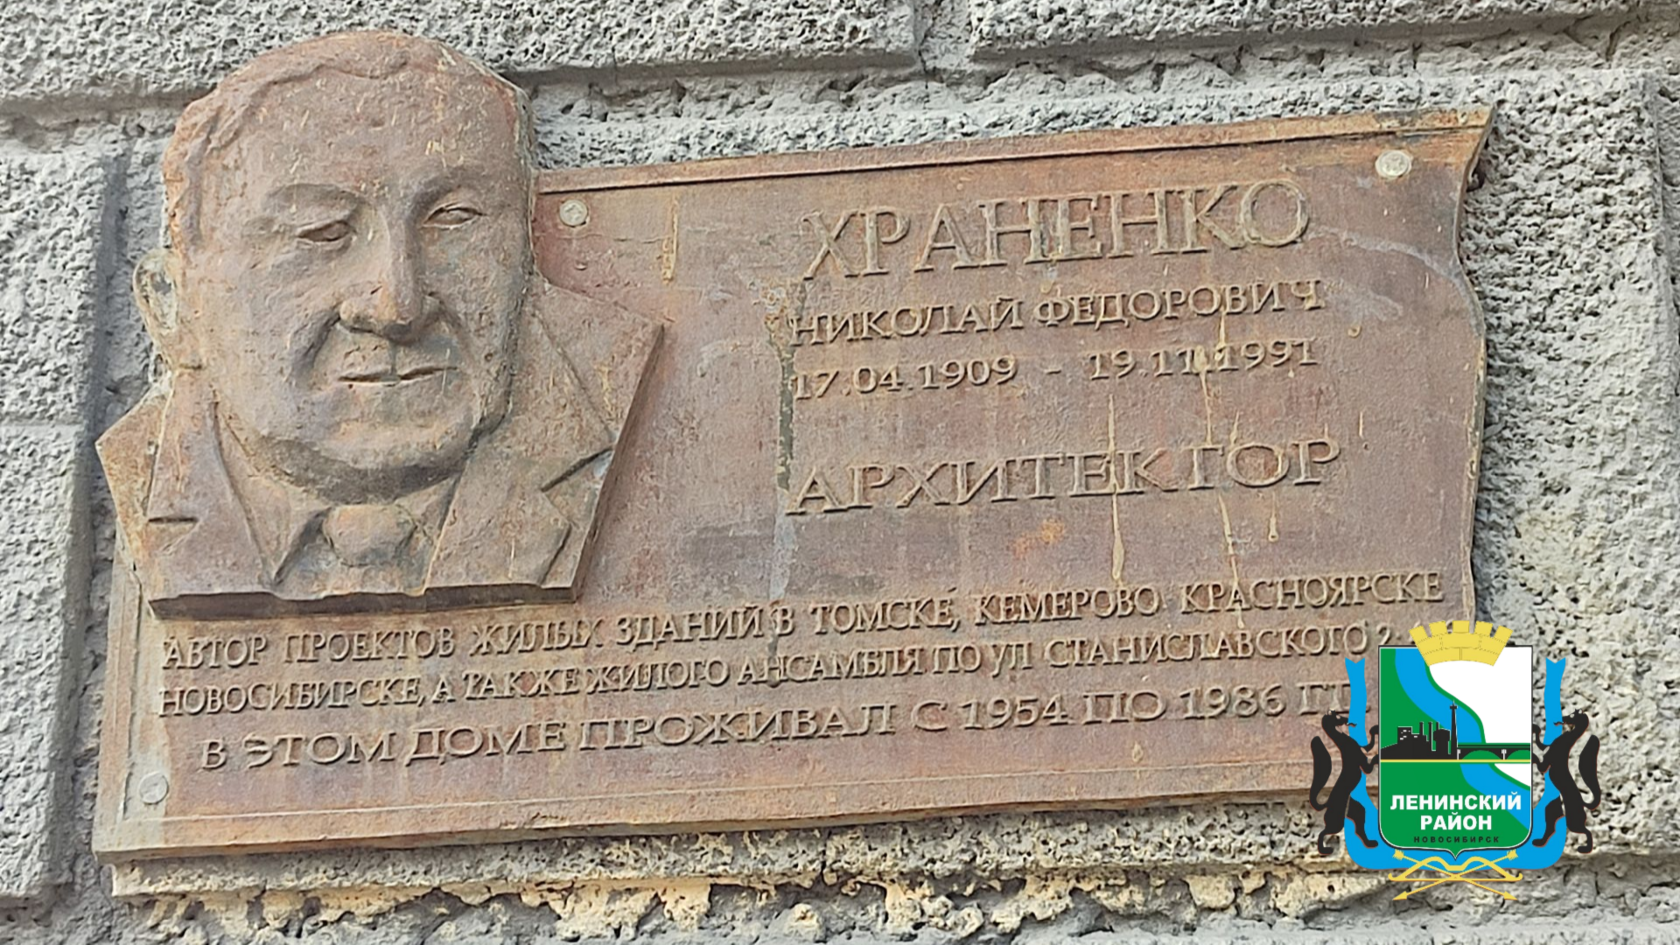 ХРАНЕНКО
НИКОЛАЙ ФЕДОРОВИЧ
17.04.1909 - 19.11.1991
АРХИТЕКТОР
АВТОР ПРОЕКТОВ ЖИЛЫХ ЗДАНИЙ В ТОМСКЕ, КЕМЕРОВО КРАСНОЯРСКЕ
НОВОСИБИРСКЕ, А ТАКЖЕ ЖИЛОГО АНСАМБЛЯ ПО УЛ СТАНИСЛАВСКОГО
В ЭТОМ ДОМЕ ПРОЖИВАЛ С 1954 ПО 1986 ГГ
ЛЕНИНСКИЙ
РАЙОН
НОВОСИБИРСК